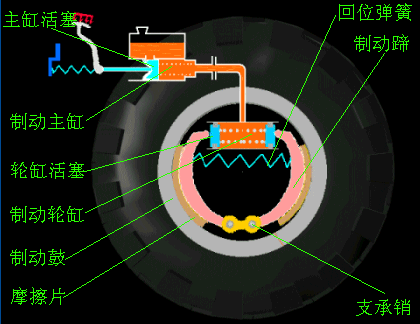 主缸活塞
回位弹簧
制动蹄
制动主缸
轮缸活塞
制动轮缸
制动鼓
摩擦片
支承销